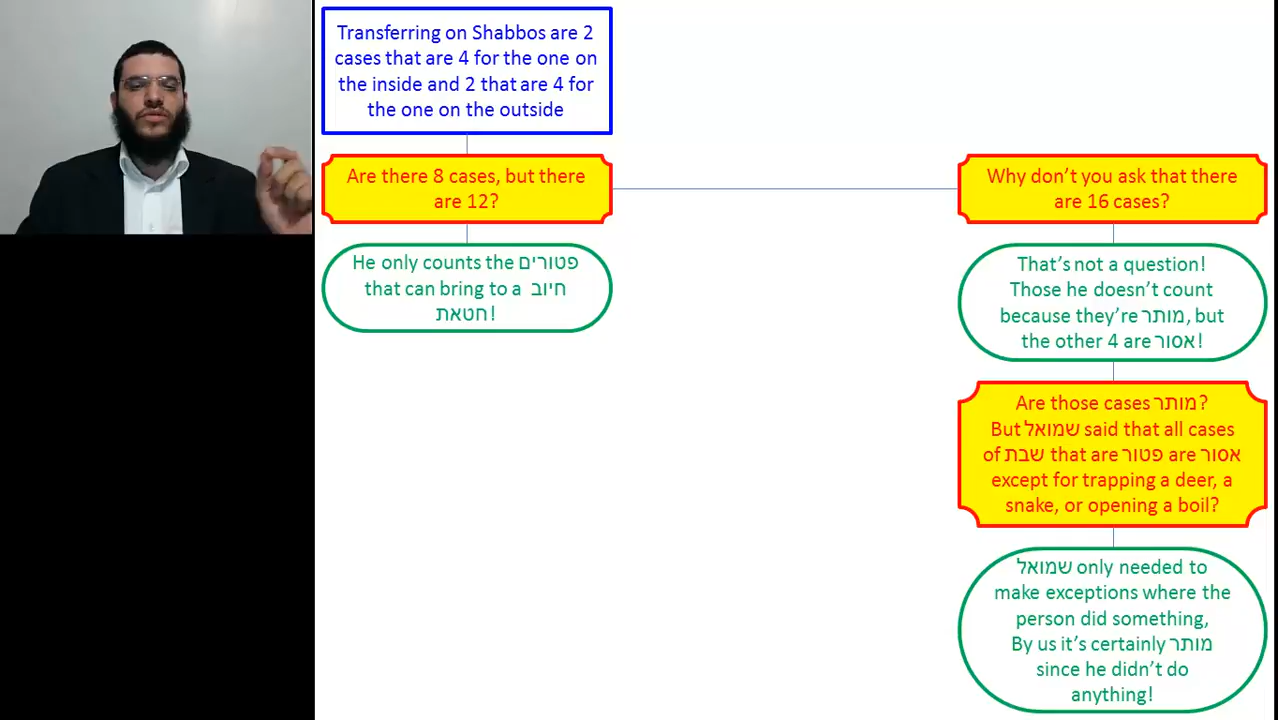 Transferring on Shabbos are 2
cases that are 4 for the one on
the inside and 2 that are 4 for
the one on the outside
Are there 8 cases, but there
are 12?
He only counts the פטורים
that can bring to a חיוב
חטאת!
Why don't you ask that there
are 16 cases?
That's not a question!
Those he doesn't count
because they're מותר, but
the other 4 are אסור!
Are those cases מותר?
But שמואל said that all cases
of שבת that are פטור are אסור
except for trapping a deer, a
snake, or opening a boil?
שמואל only needed to
make exceptions where the
person did something,
By us it's certainly מותר
since he didn't do
anything!